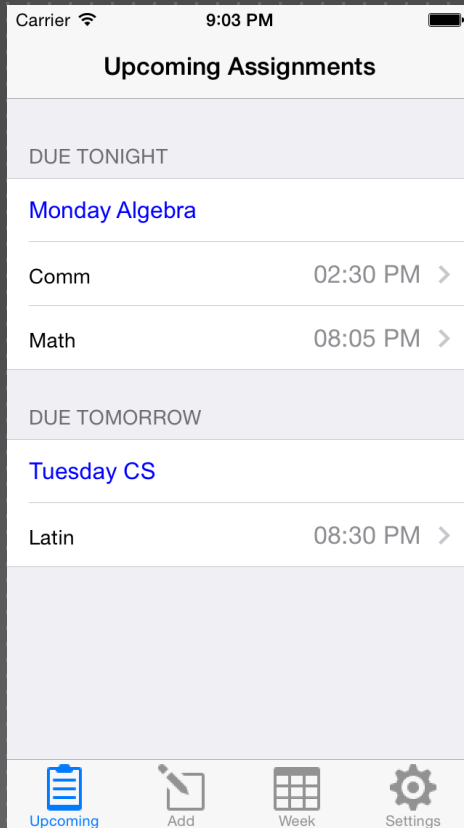 Carrier 9:03 PM
Upcoming Assignments
DUE TONIGHT
Monday Algebra
Comm 02:30 PM
Math 08:05 PM
DUE TOMORROW
Tuesday CS
Latin 08:30 PM
Upcoming Add Week Settings